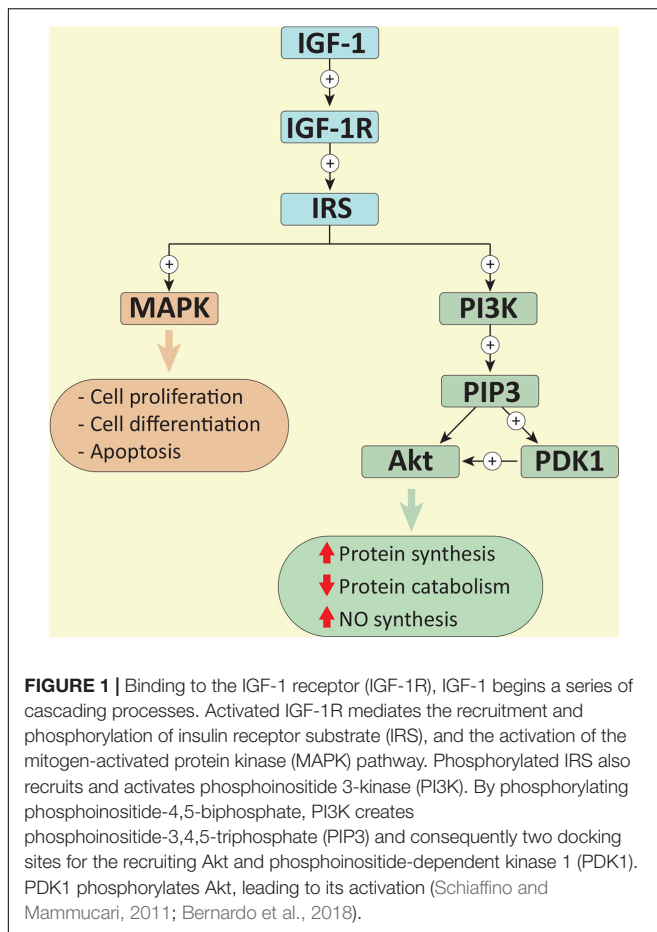 IGF-1
+
IGF-1R
+
IRS
+ +
MAPK PI3K
+
- Cell proliferation
- Cell differentiation
- Apoptosis
PIP3
+
Akt + PDK1
Protein synthesis
Protein catabolism
NO synthesis
FIGURE 1 | Binding to the IGF-1 receptor (IGF-1R), IGF-1 begins a series of
cascading processes. Activated IGF-1R mediates the recruitment and
phosphorylation of insulin receptor substrate (IRS), and the activation of the
mitogen-activated protein kinase (MAPK) pathway. Phosphorylated IRS also
recruits and activates phosphoinositide 3-kinase (PI3K). By phosphorylating
phosphoinositide-4,5-biphosphate, PI3K creates
phosphoinositide-3,4,5-triphosphate (PIP3) and consequently two docking
sites for the recruiting Akt and phosphoinositide-dependent kinase 1 (PDK1).
PDK1 phosphorylates Akt, leading to its activation (Schiaffino and
Mammucari, 2011; Bernardo et al., 2018).